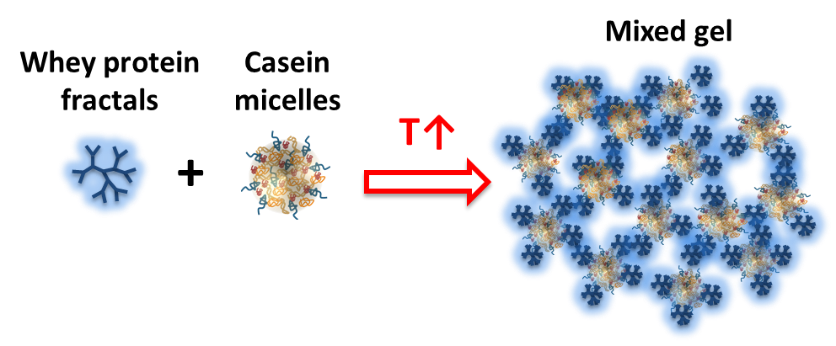 Whey protein
fractals
+
Casein
micelles
T↑
Mixed gel